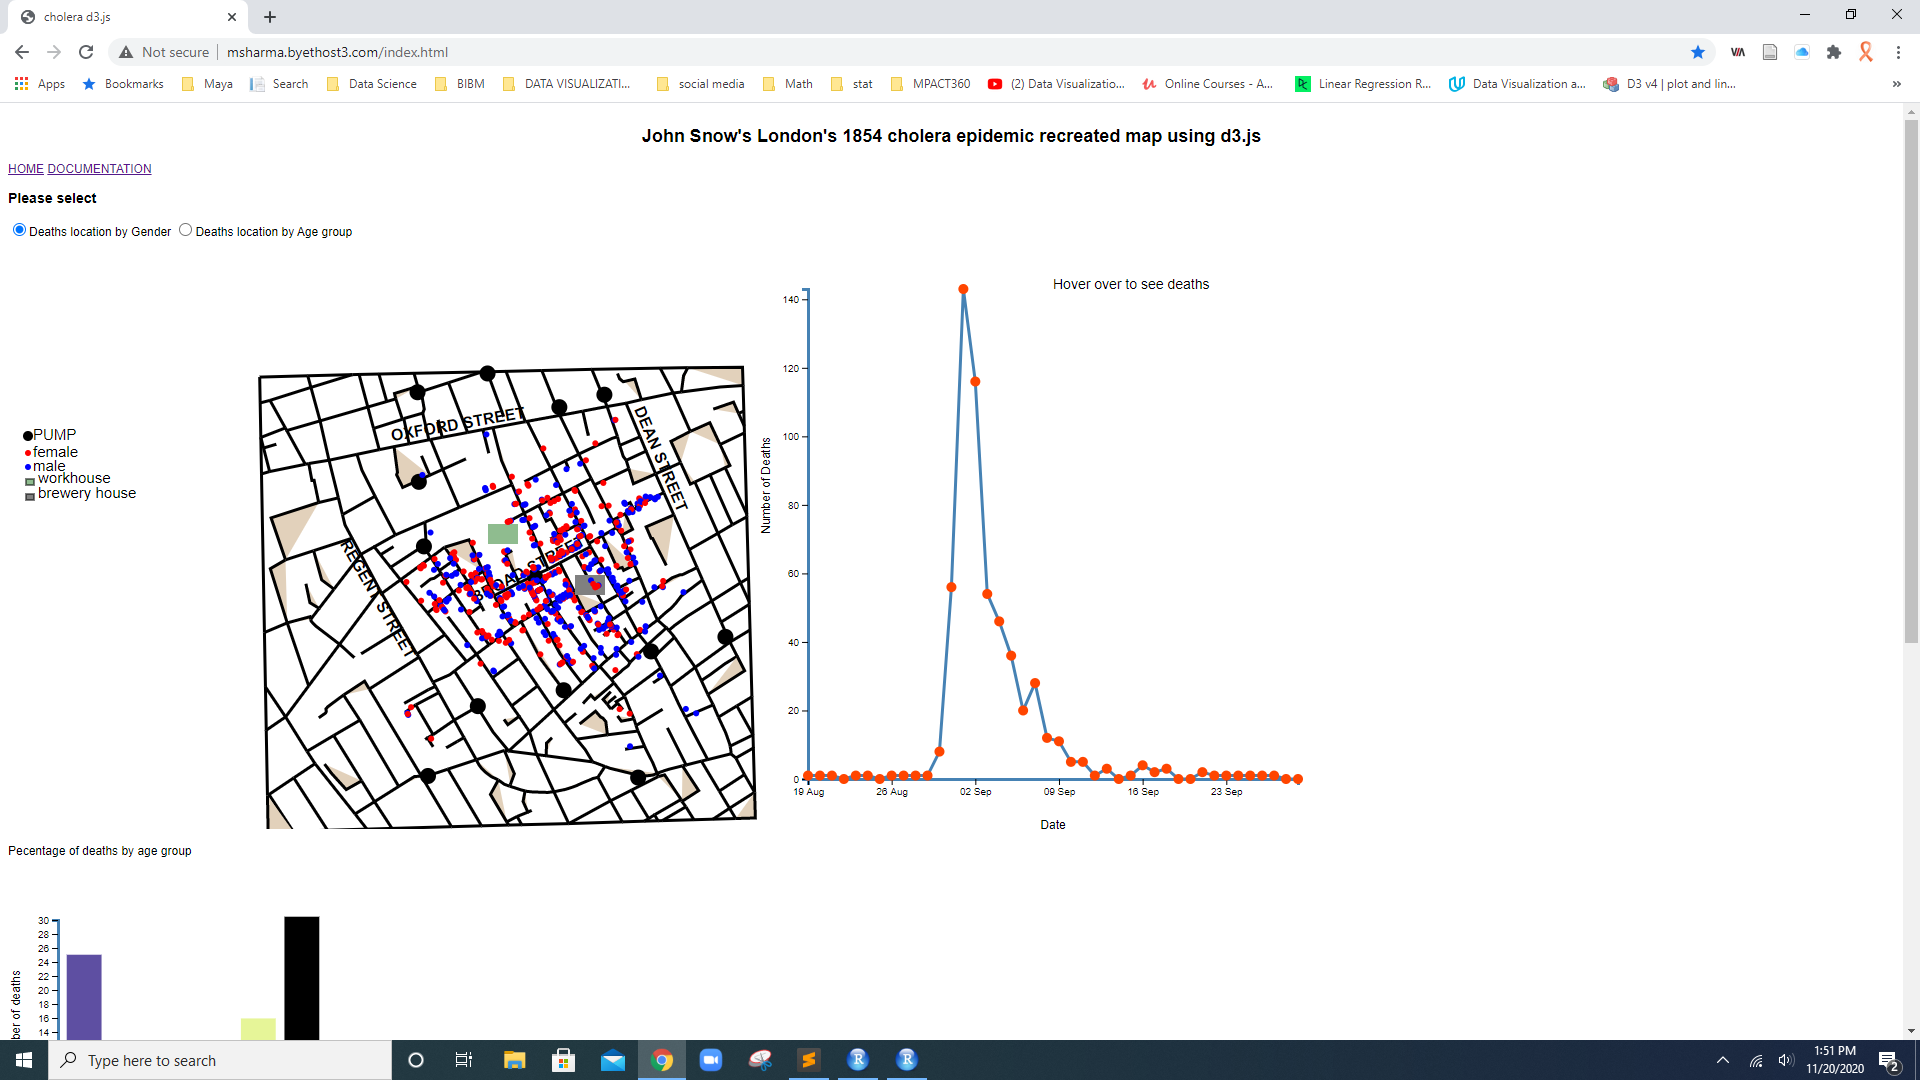 cholera d3.js
Not secure
msharma.byethost3.com/index.html
Apps Bookmarks Maya Search Data Science BIBM DATA VISUALIZATI... social media Math stat MPACT360 (2) Data Visualizatio... Online Courses - A... Linear Regression R... Data Visualization a... D3 v4 | plot and lin... »
John Snow's London's 1854 cholera epidemic recreated map using d3.js
HOME DOCUMENTATION
Please select
Deaths location by Gender Deaths location by Age group
PUMP
female
male
workhouse
brewery house
OXFORD STREET
DEAN STREET
REGENT STREET
BROAD STREET
Hover over to see deaths
Number of Deaths
140
120
100
80
60
40
20
0
19 Aug 26 Aug 02 Sep 09 Sep 16 Sep 23 Sep
Date
Pecentage of deaths by age group
30
28
26
24
22
20
18
16
14
ber of deaths
Type here to search
1:51 PM
11/20/2020
2